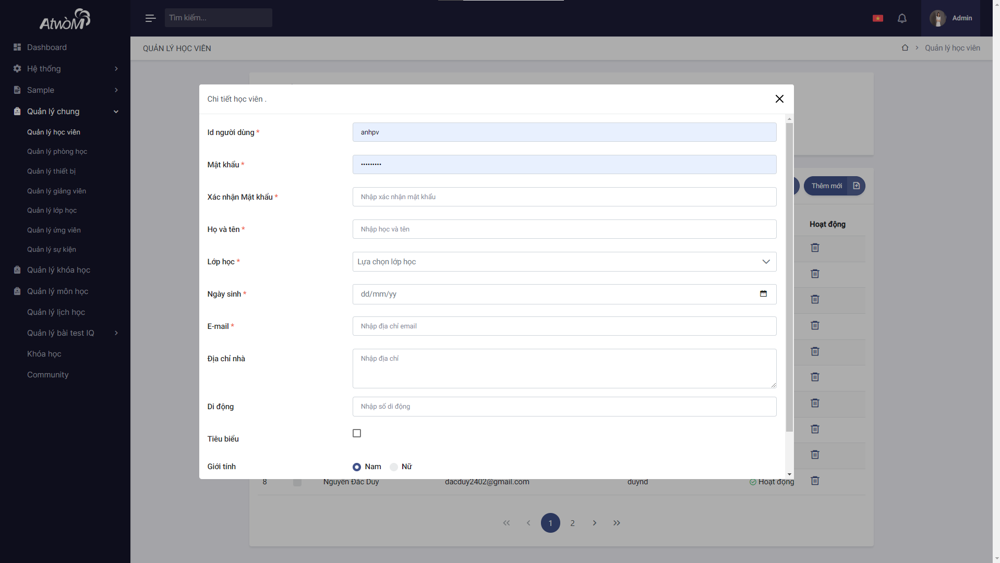 AtwòM
Tìm kiếm...
Admin
Dashboard
Hệ thống
Sample
Quản lý chung
Quản lý học viên
Quản lý phòng học
Quản lý thiết bị
Quản lý giảng viên
Quản lý lớp học
Quản lý ứng viên
Quản lý sự kiện
Quản lý khóa học
Quản lý môn học
Quản lý lịch học
Quản lý bài test IQ
Khóa học
Community
QUẢN LÝ HỌC VIÊN
Quản lý học viên
Chi tiết học viên .
Id người dùng *
anhpv
Mật khẩu *
•••••••••
Xác nhận Mật khẩu *
Nhập xác nhận mật khẩu
Họ và tên *
Nhập học và tên
Lớp học *
Lựa chọn lớp học
Ngày sinh *
dd/mm/yy
E-mail *
Nhập địa chỉ email
Địa chỉ nhà
Nhập địa chỉ
Di động
Nhập số di động
Tiêu biểu
Giới tính
Nam
Nữ
Thêm mới
Hoạt động
8 Nguyễn Đắc Duy dacduy2402@gmail.com duynd Hoạt động
1 2